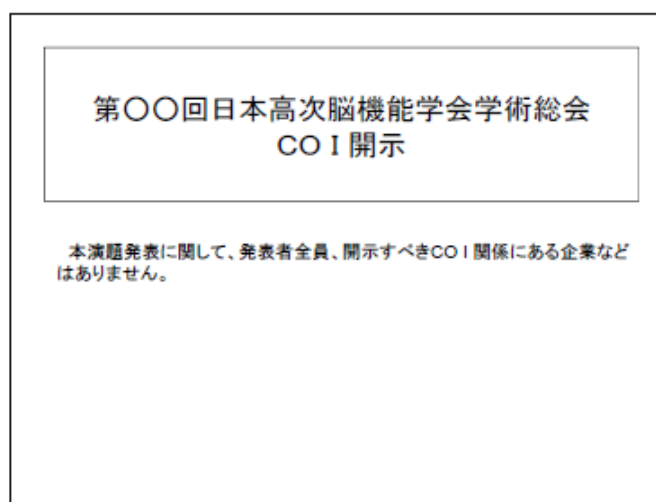 第〇〇回日本高次脳機能学会学術総会
ＣＯＩ開示
本演題発表に関して、発表者全員、開示すべきＣＯＩ関係にある企業など
はありません。